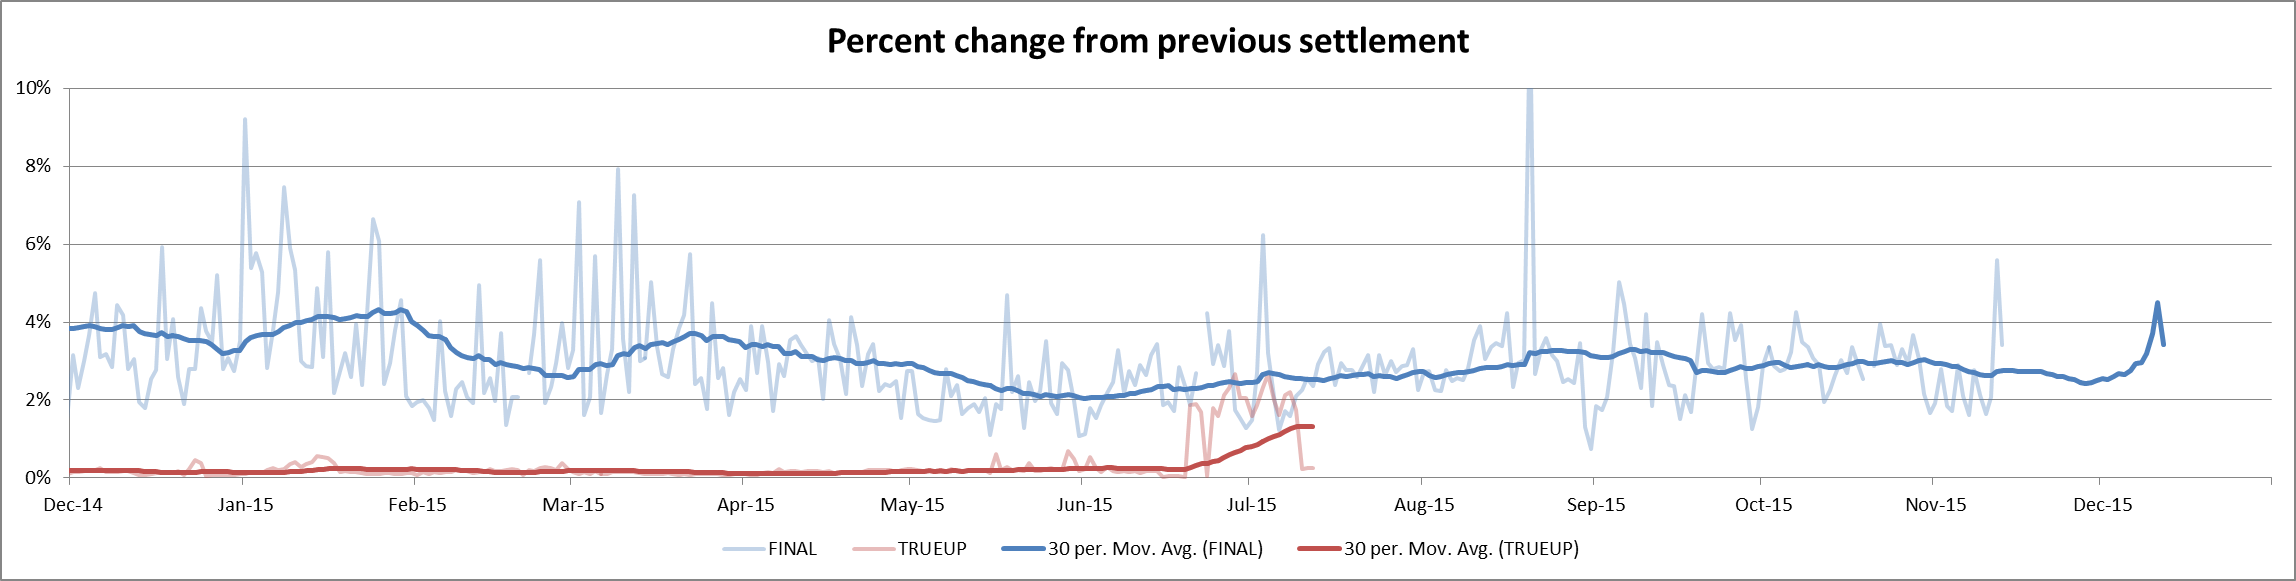 Percent change from previous settlement
10%
8%
6%
4%
2%
0%
Dec-14 Jan-15 Feb-15 Mar-15 Apr-15 May-15 Jun-15 Jul-15 Aug-15 Sep-15 Oct-15 Nov-15 Dec-15
FINAL TRUEUP 30 per. Mov. Avg. (FINAL) 30 per. Mov. Avg. (TRUEUP)